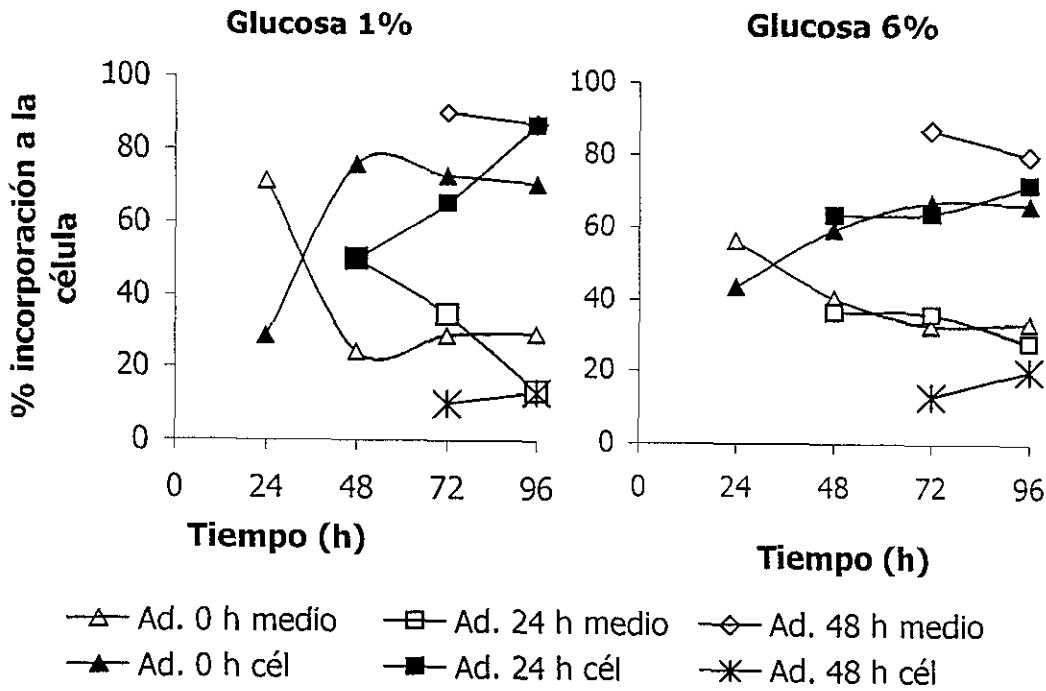 Glucosa 1%
Glucosa 6%
% incorporación a la
célula
100
80
60
40
20
0
0 24 48 72 96
Tiempo (h)
100
80
60
40
20
0
0 24 48 72 96
Tiempo (h)
Ad. 0 h medio Ad. 24 h medio Ad. 48 h medio
Ad. 0 h cél Ad. 24 h cél Ad. 48 h cél